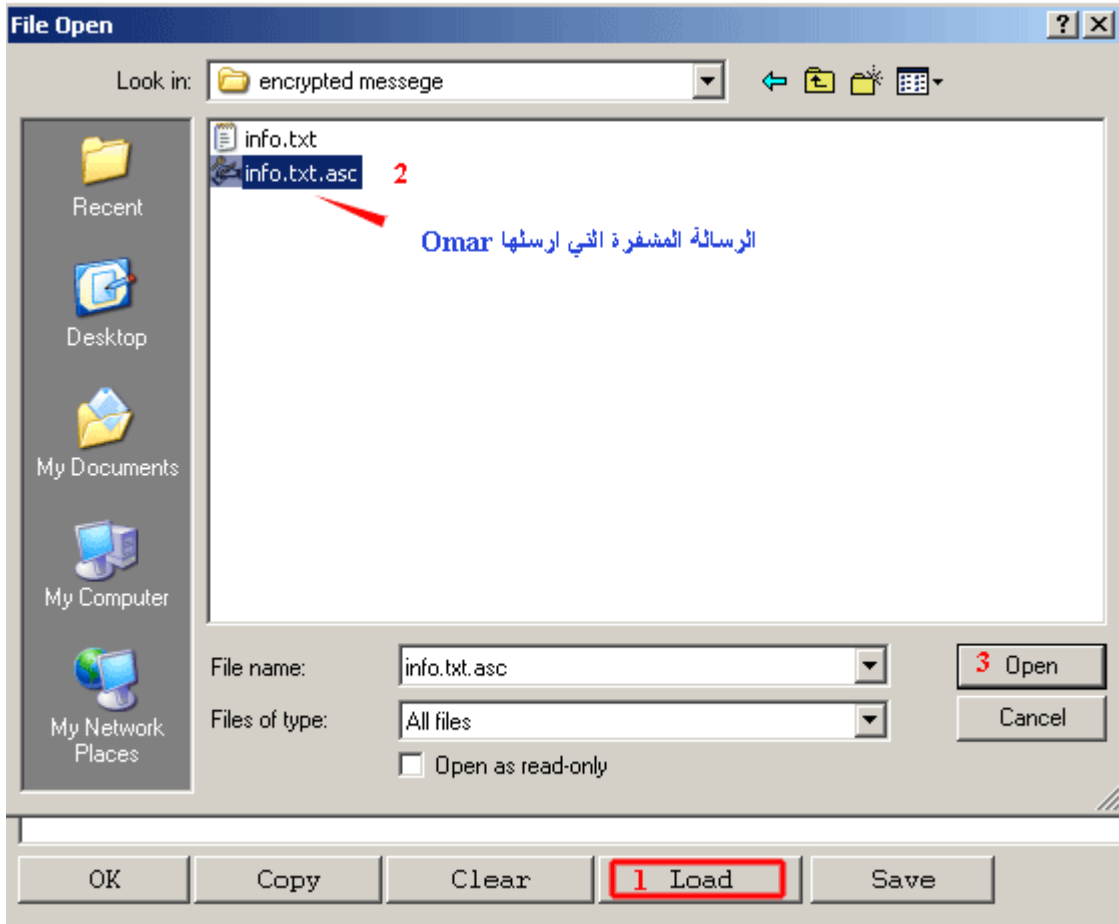 File Open
Look in:
encrypted messege
info.txt
info.txt.asc 2
الرسالة المشفرة التي ارسلها Omar
Recent
Desktop
My Documents
My Computer
My Network
Places
File name:
info.txt.asc
3 Open
Files of type:
All files
Cancel
Open as read-only
OK
Copy
Clear
1 Load
Save